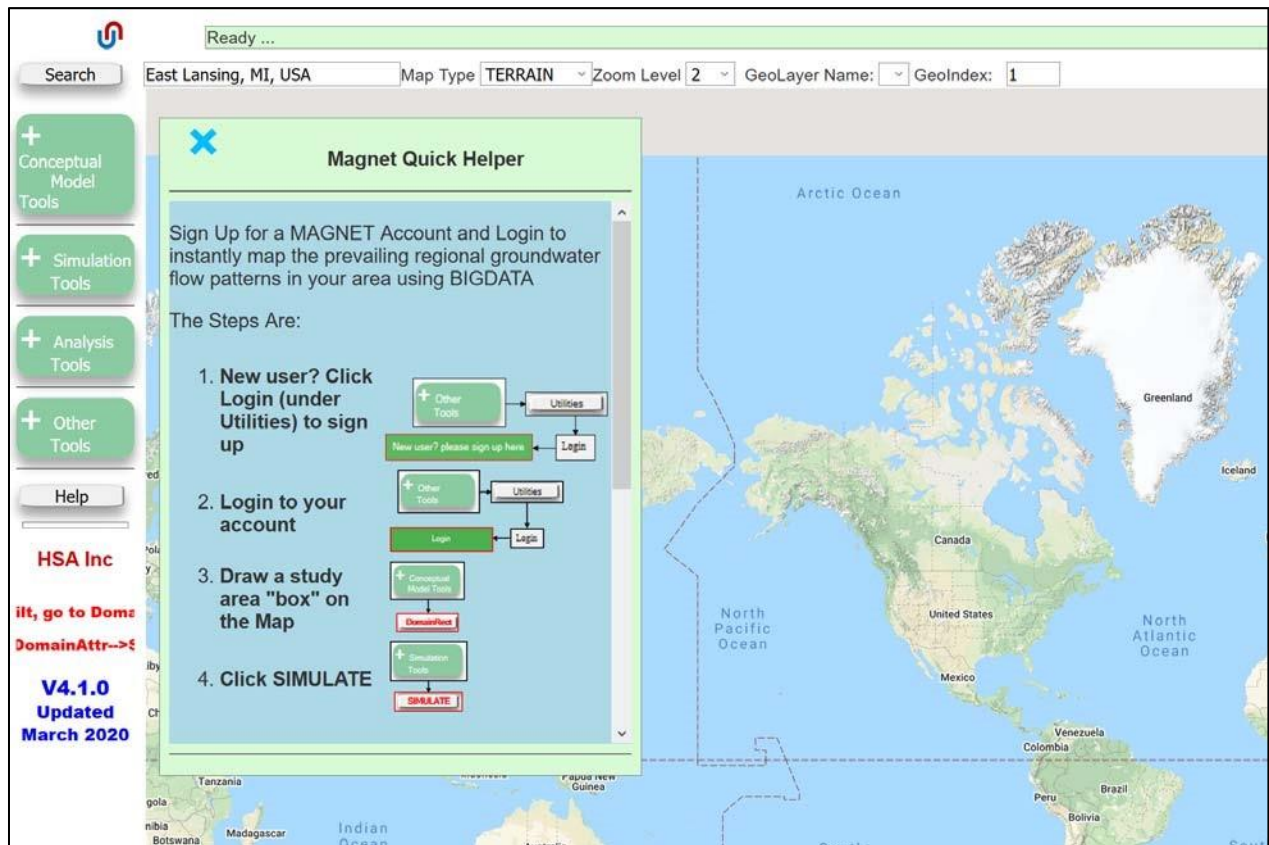 Ready ...
Search
East Lansing, MI, USA
Map Type TERRAIN
Zoom Level 2
GeoLayer Name:
GeoIndex: 1
+
Conceptual
Model
Tools
+ Simulation
Tools
+ Analysis
Tools
+ Other
Tools
Help
HSA Inc
ilt, go to Doma
DomainAttr-->S
V4.1.0
Updated
March 2020
Magnet Quick Helper
Sign Up for a MAGNET Account and Login to
instantly map the prevailing regional groundwater
flow patterns in your area using BIGDATA
The Steps Are:
1. New user? Click
Login (under
Utilities) to sign
up
+ Other
Tools
Utilities
New user? please sign up here
Login
2. Login to your
account
+ Other
Tools
Utilities
Login
Login
3. Draw a study
area "box" on
the Map
+ Conceptual
Model Tools
DomainRect
4. Click SIMULATE
+ Simulation
Tools
SIMULATE
Arctic Ocean
Greenland
Iceland
Canada
North
Pacific
Ocean
United States
North
Atlantic
Ocean
Mexico
Venezuela
Colombia
Peru
Brazil
Bolivia
Tanzania
Papua New
Guinea
gola
Madagascar
Botswana
Indian
Ocean